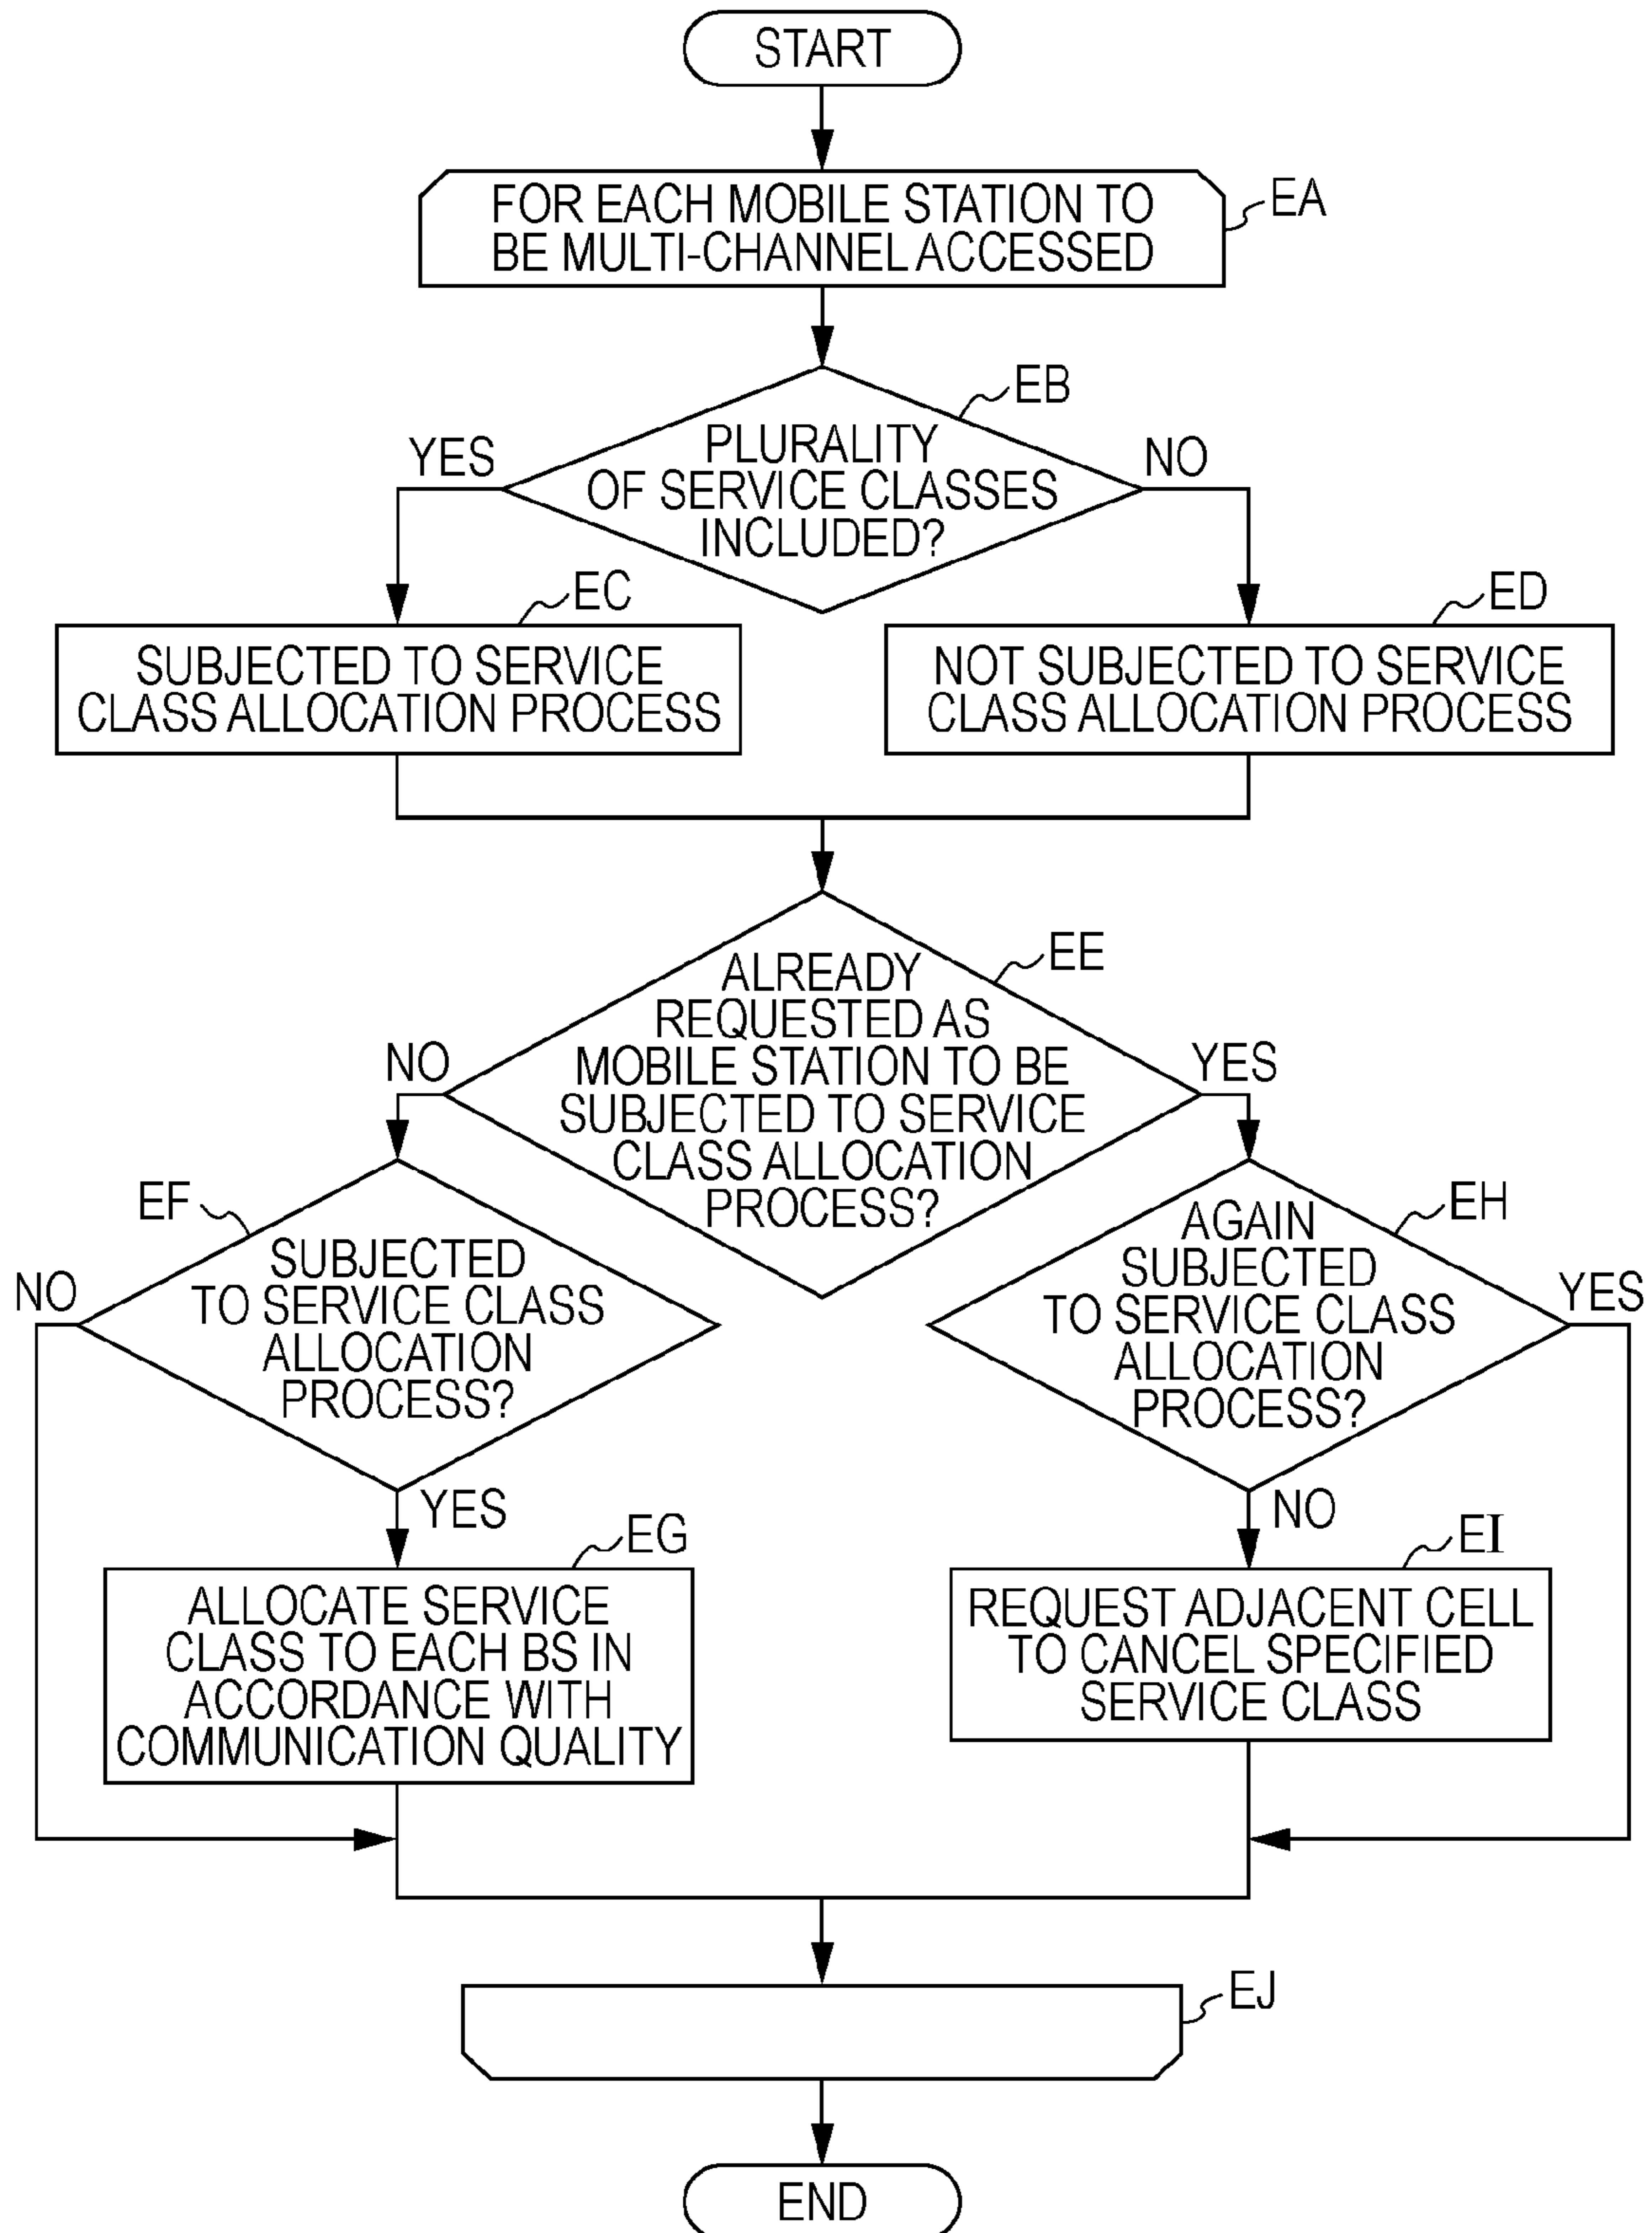 START
FOR EACH MOBILE STATION TO
BE MULTI-CHANNEL ACCESSED
EA
EB
PLURALITY
OF SERVICE CLASSES
INCLUDED?
YES
NO
EC
SUBJECTED TO SERVICE
CLASS ALLOCATION PROCESS
ED
NOT SUBJECTED TO SERVICE
CLASS ALLOCATION PROCESS
EE
ALREADY
REQUESTED AS
MOBILE STATION TO BE
SUBJECTED TO SERVICE
CLASS ALLOCATION
PROCESS?
NO
YES
EF
SUBJECTED
TO SERVICE CLASS
ALLOCATION
PROCESS?
NO
YES
EH
AGAIN
SUBJECTED
TO SERVICE CLASS
ALLOCATION
PROCESS?
YES
NO
EG
ALLOCATE SERVICE
CLASS TO EACH BS IN
ACCORDANCE WITH
COMMUNICATION QUALITY
EI
REQUEST ADJACENT CELL
TO CANCEL SPECIFIED
SERVICE CLASS
EJ
END